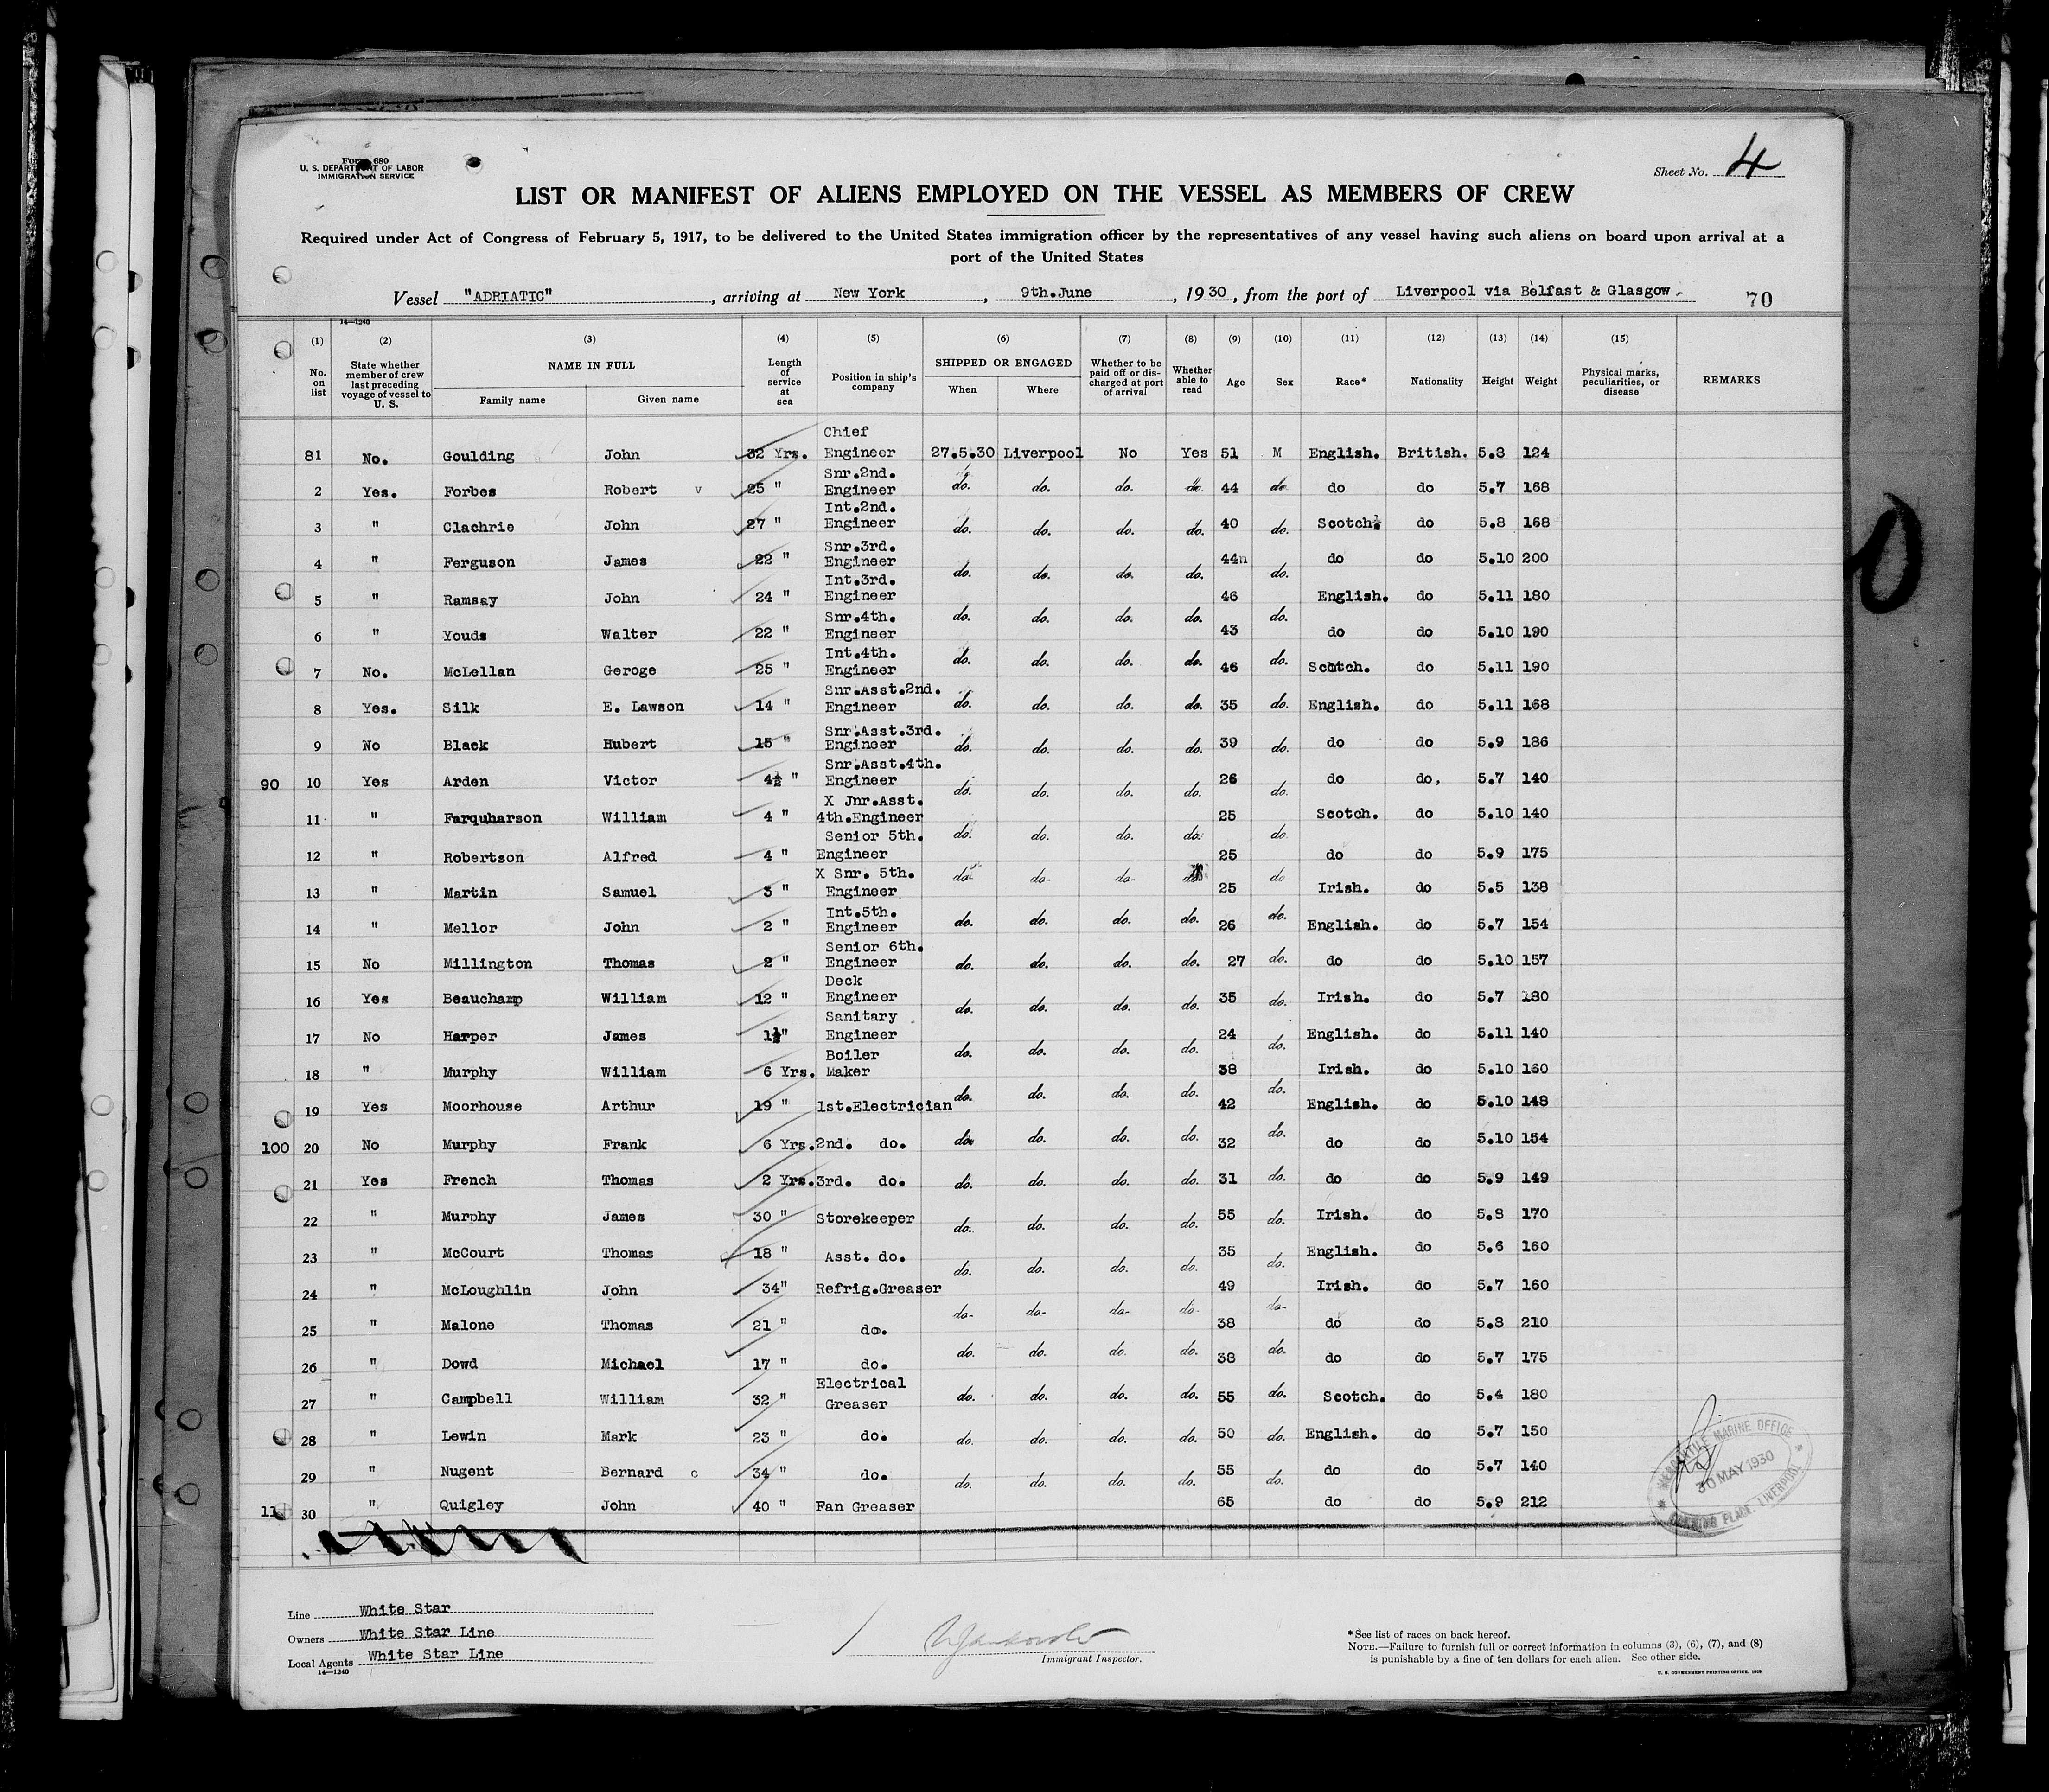 Form 680
U. S. DEPARTMENT OF LABOR
IMMIGRATION SERVICE
Sheet No. 4
LIST OR MANIFEST OF ALIENS EMPLOYED ON THE VESSEL AS MEMBERS OF CREW
Required under Act of Congress of February 5, 1917, to be delivered to the United States immigration officer by the representatives of any vessel having such aliens on board upon arrival at a
port of the United States
Vessel "ADRIATIC", arriving at New York, 9th.June, 1930, from the port of Liverpool via Belfast & Glasgow. 70
14—1240
(1) (2) (3) (4) (5) (6) (7) (8) (9) (10) (11) (12) (13) (14) (15)
No. on list
State whether member of crew last preceding voyage of vessel to U. S.
NAME IN FULL
Family name Given name
Length of service at sea
Position in ship's company
SHIPPED OR ENGAGED
When Where
Whether to be paid off or discharged at port of arrival
Whether able to read
Age Sex Race* Nationality Height Weight
Physical marks, peculiarities, or disease
REMARKS
81 No. Goulding John 32 Yrs. Chief Engineer 27.5.30 Liverpool No Yes 51 M English. British. 5.8 124
2 Yes. Forbes Robert v 25 " Snr.2nd. Engineer do. do. do. do. 44 do do do 5.7 168
3 " Clachrie John 27 " Int.2nd. Engineer do. do. do. do. 40 do. Scotch. do 5.8 168
4 " Ferguson James 22 " Snr.3rd. Engineer do. do. do. do. 44n do. do do 5.10 200
5 " Ramsay John 24 " Int.3rd. Engineer do. do. do. do. 46 do. English. do 5.11 180
6 " Youds Walter 22 " Snr.4th. Engineer do. do. do. do. 43 do. do do 5.10 190
7 No. McLellan Geroge 25 " Int.4th. Engineer do. do. do. do. 46 do. Scotch. do 5.11 190
8 Yes. Silk E. Lawson 14 " Snr.Asst.2nd. Engineer do. do. do. do. 35 do. English. do 5.11 168
9 No Black Hubert 15 " Snr.Asst.3rd. Engineer do. do. do. do. 39 do. do do 5.9 186
90 10 Yes Arden Victor 4½ " Snr.Asst.4th. Engineer do. do. do. do. 26 do. do do, 5.7 140
11 " Farquharson William 4 " X Jnr.Asst. 4th.Engineer do. do. do. do. 25 do. Scotch. do 5.10 140
12 " Robertson Alfred 4 " Senior 5th. Engineer do. do. do. do. 25 do do do 5.9 175
13 " Martin Samuel 3 " X Snr. 5th. Engineer do. do. do. 25 do. Irish. do 5.5 138
14 " Mellor John 2 " Int.5th. Engineer do. do. do. do. 26 do. English. do 5.7 154
15 No Millington Thomas 2 " Senior 6th. Engineer do. do. do. do. 27 do. do do 5.10 157
16 Yes Beauchamp William 12 " Deck Engineer do. do. do. do. 35 do. Irish. do 5.7 180
17 No Harper James 1½" Sanitary Engineer do. do. do. do. 24 do. English. do 5.11 140
18 " Murphy William 6 Yrs. Boiler Maker do. do. do. do. 38 do. Irish. do 5.10 160
19 Yes Moorhouse Arthur 19 " 1st.Electrician do. do. do. do. 42 do. English. do 5.10 148
100 20 No Murphy Frank 6 Yrs. 2nd. do. do. do. do. do. 32 do. do do 5.10 154
21 Yes French Thomas 2 Yrs. 3rd. do. do. do. do. do. 31 do. do do 5.9 149
22 " Murphy James 30 " Storekeeper do. do. do. do. 55 do. Irish. do 5.8 170
23 " McCourt Thomas 18 " Asst. do. do. do. do. do. 35 do. English. do 5.6 160
24 " McLoughlin John 34" Refrig.Greaser do. do. do. do. 49 do. Irish. do 5.7 160
25 " Malone Thomas 21 " do. do. do. do. do. 38 do. do do 5.8 210
26 " Dowd Michael 17 " do. do. do. do. do. 38 do. do do 5.7 175
27 " Campbell William 32 " Electrical Greaser do. do. do. do. 55 do. Scotch. do 5.4 180
28 " Lewin Mark 23 " do. do. do. do. do. 50 do. English. do 5.7 150
29 " Nugent Bernard c 34 " do. do. do. do. do. 55 do. do do 5.7 140
11 30 " Quigley John 40 " Fan Greaser 65 do do 5.9 212
MERCANTILE MARINE OFFICE
30 MAY 1930
CANNING PLACE. LIVERPOOL
Line White Star
Owners White Star Line
Local Agents White Star Line
14—1240
Immigrant Inspector.
*See list of races on back hereof.
NOTE.—Failure to furnish full or correct information in columns (3), (6), (7), and (8)
is punishable by a fine of ten dollars for each alien. See other side.
U. S. GOVERNMENT PRINTING OFFICE,